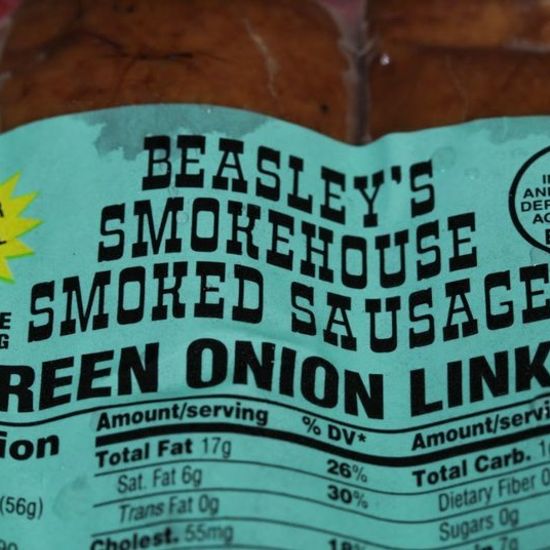 BEASLEY'S
SMOKEHOUSE
SMOKED SAUSAGE
REEN ONION LINK
Amount/serving % DV*
Total Fat 17g 26%
Sat. Fat 6g 30%
Trans Fat 0g
Cholest. 55mg
ion
(56g)
Amount/servi
Total Carb.
Dietary Fiber 0
Sugars 0g